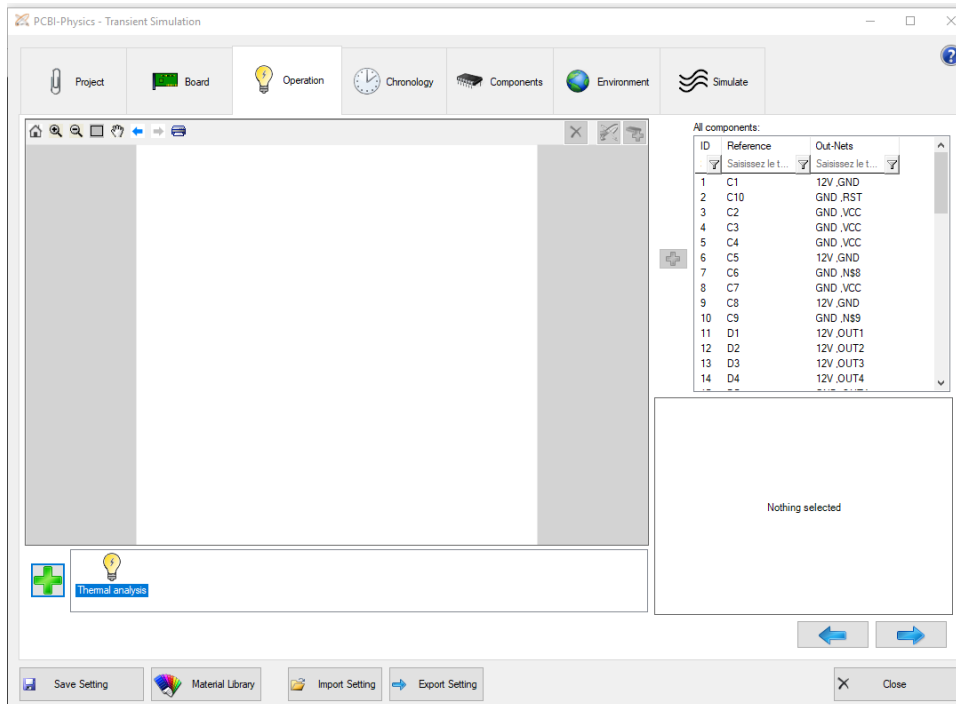 PCBI-Physics - Transient Simulation
Project
Board
Operation
Chronology
Components
Environment
Simulate
All components:
ID Reference Out-Nets
Saisissez le t... Saisissez le t...
1 C1 12V ,GND
2 C10 GND ,RST
3 C2 GND ,VCC
4 C3 GND ,VCC
5 C4 GND ,VCC
6 C5 12V ,GND
7 C6 GND ,N$8
8 C7 GND ,VCC
9 C8 12V ,GND
10 C9 GND ,N$9
11 D1 12V ,OUT1
12 D2 12V ,OUT2
13 D3 12V ,OUT3
14 D4 12V ,OUT4
Nothing selected
Thermal analysis
Save Setting
Material Library
Import Setting
Export Setting
Close